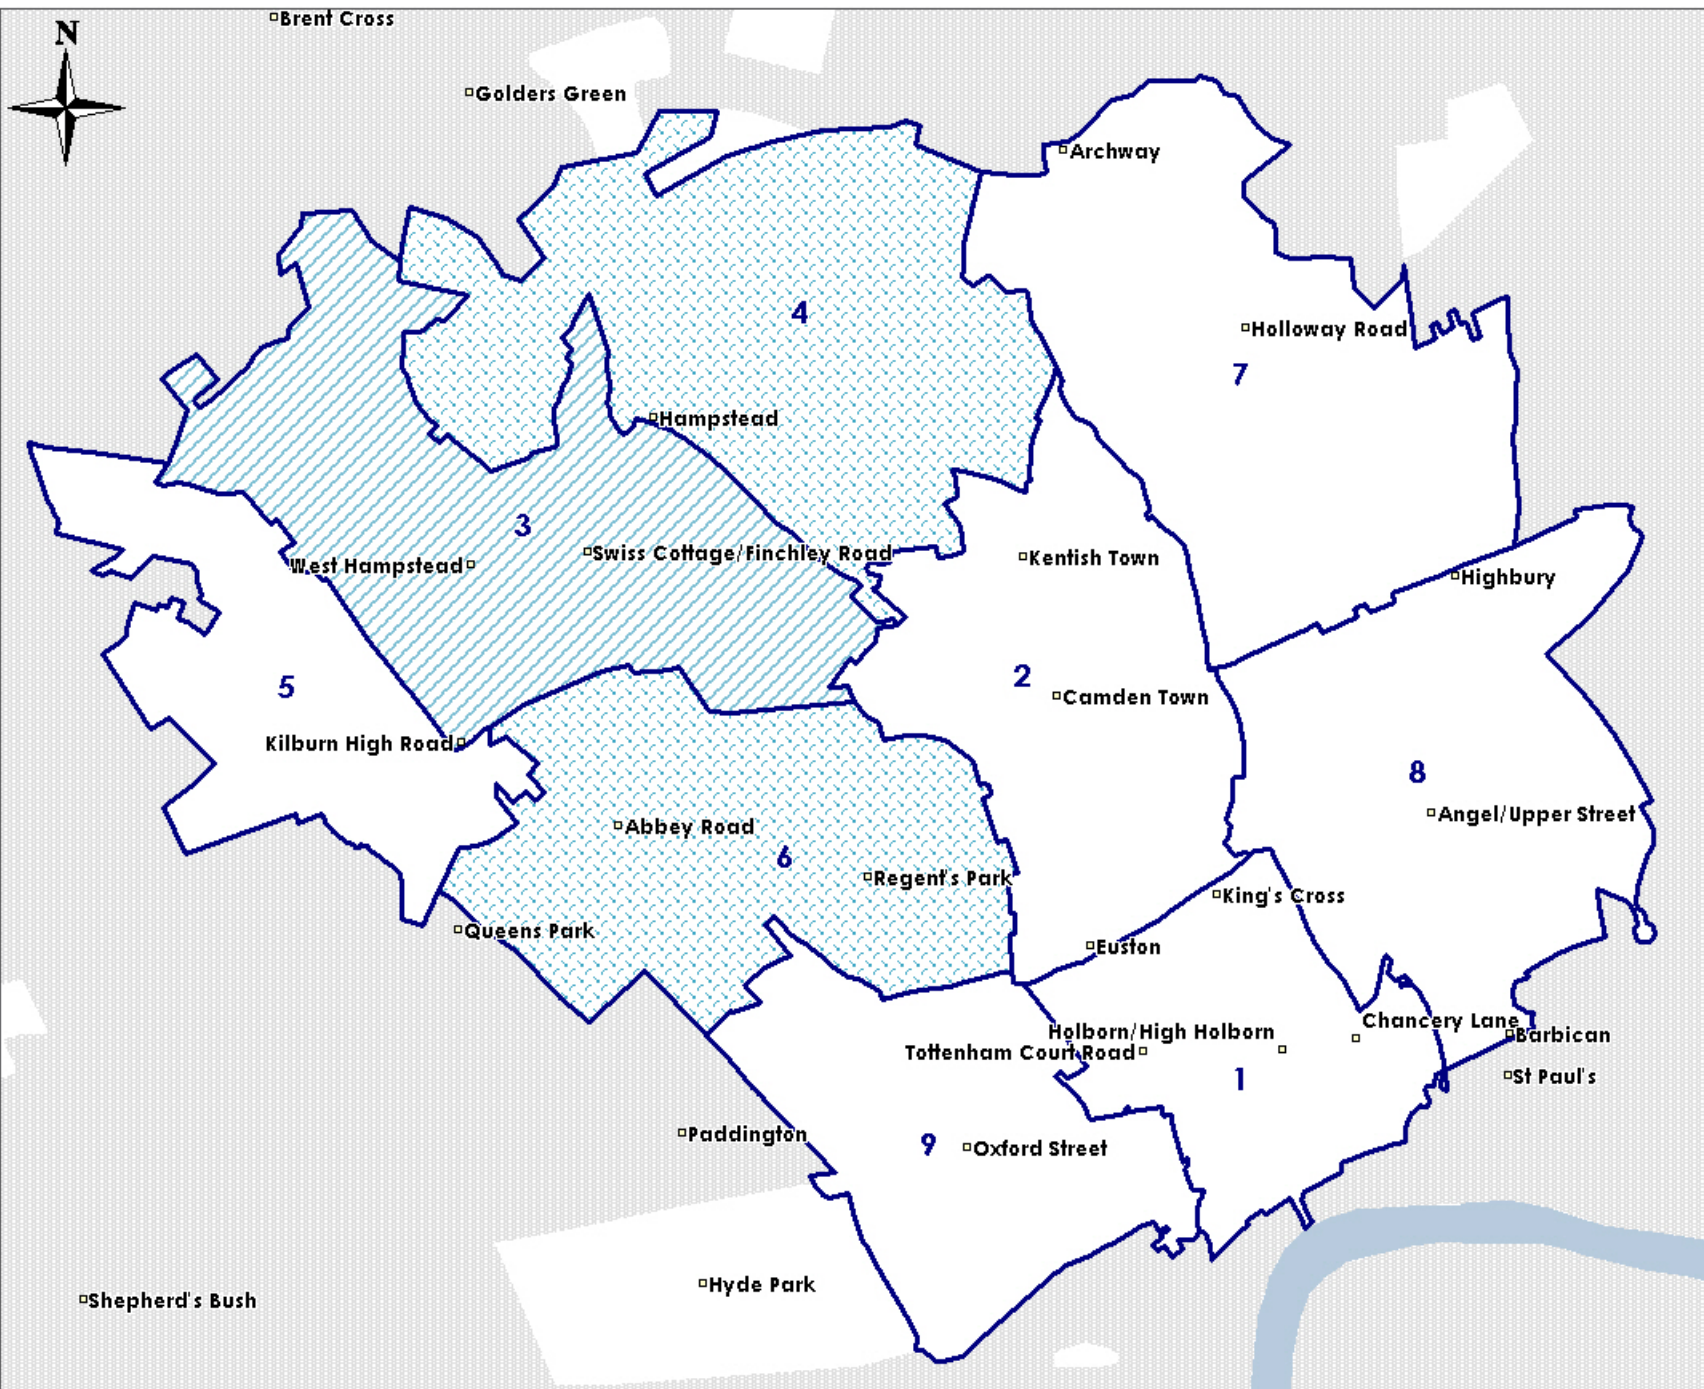 Brent Cross
N
Golders Green
Archway
4
Holloway Road
7
Hampstead
3
West Hampstead
Swiss Cottage/Finchley Road
Kentish Town
Highbury
5
2
Camden Town
Kilburn High Road
8
Abbey Road
Angel/Upper Street
6
Regent's Park
King's Cross
Queens Park
Euston
Chancery Lane
Holborn/High Holborn
Barbican
Tottenham Court Road
1
St Paul's
Paddington
9
Oxford Street
Hyde Park
Shepherd's Bush